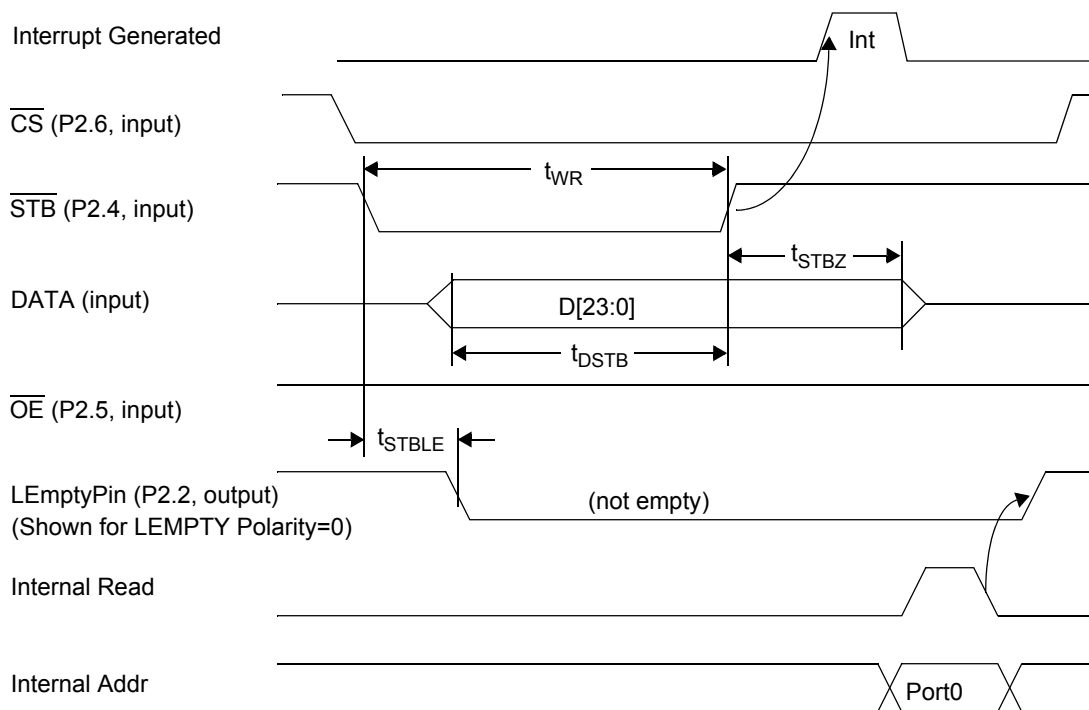 Interrupt Generated
Int
CS (P2.6, input)
tWR
STB (P2.4, input)
tSTBZ
DATA (input)
D[23:0]
tDSTB
OE (P2.5, input)
tSTBLE
LEmptyPin (P2.2, output)
(not empty)
(Shown for LEMPTY Polarity=0)
Internal Read
Internal Addr
Port0